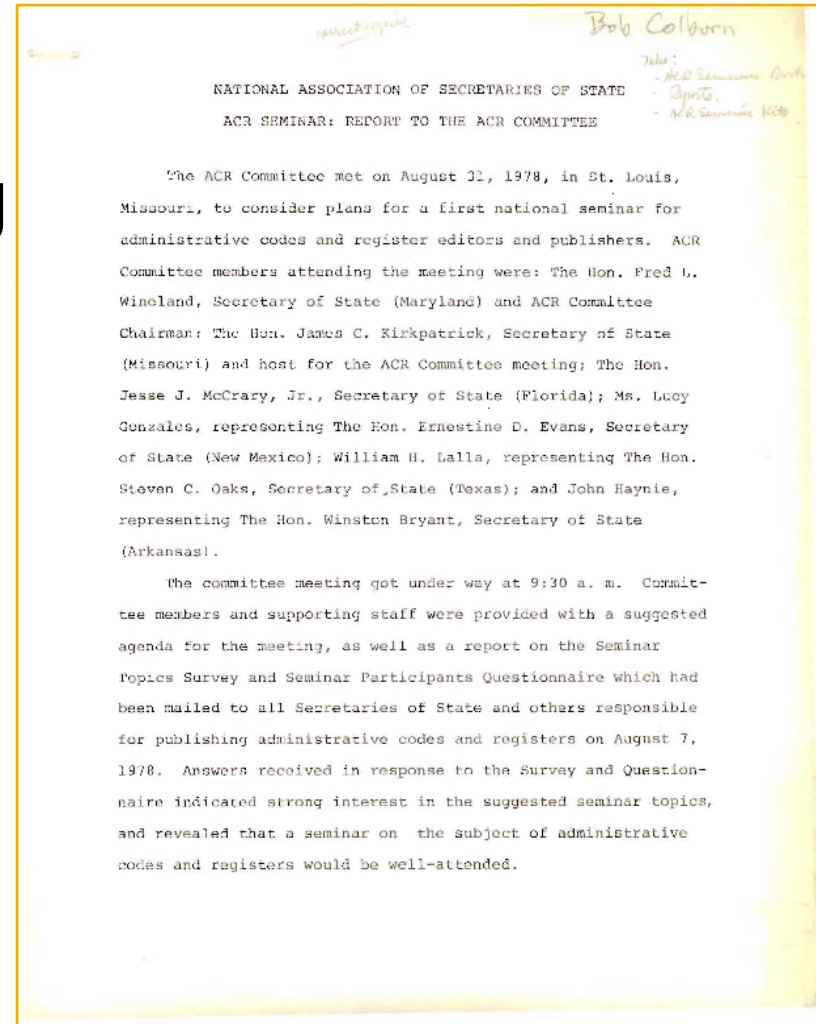 Bob Colburn
- ACR Seminar
- Reports,
- ACR Seminar Kits
NATIONAL ASSOCIATION OF SECRETARIES OF STATE
ACR SEMINAR: REPORT TO THE ACR COMMITTEE
The ACR Committee met on August 31, 1978, in St. Louis,
Missouri, to consider plans for a first national seminar for
administrative codes and register editors and publishers. ACR
Committee members attending the meeting were: The Hon. Fred L.
Wineland, Secretary of State (Maryland) and ACR Committee
Chairman; The Hon. James C. Kirkpatrick, Secretary of State
(Missouri) and host for the ACR Committee meeting; The Hon.
Jesse J. McCrary, Jr., Secretary of State (Florida); Ms. Lucy
Gonzales, representing The Hon. Ernestine D. Evans, Secretary
of State (New Mexico); William H. Lalla, representing The Hon.
Steven C. Oaks, Secretary of State (Texas); and John Haynie,
representing The Hon. Winston Bryant, Secretary of State
(Arkansas).
The committee meeting got under way at 9:30 a. m. Commit-
tee members and supporting staff were provided with a suggested
agenda for the meeting, as well as a report on the Seminar
Topics Survey and Seminar Participants Questionnaire which had
been mailed to all Secretaries of State and others responsible
for publishing administrative codes and registers on August 7,
1978. Answers received in response to the Survey and Question-
naire indicated strong interest in the suggested seminar topics,
and revealed that a seminar on the subject of administrative
codes and registers would be well-attended.